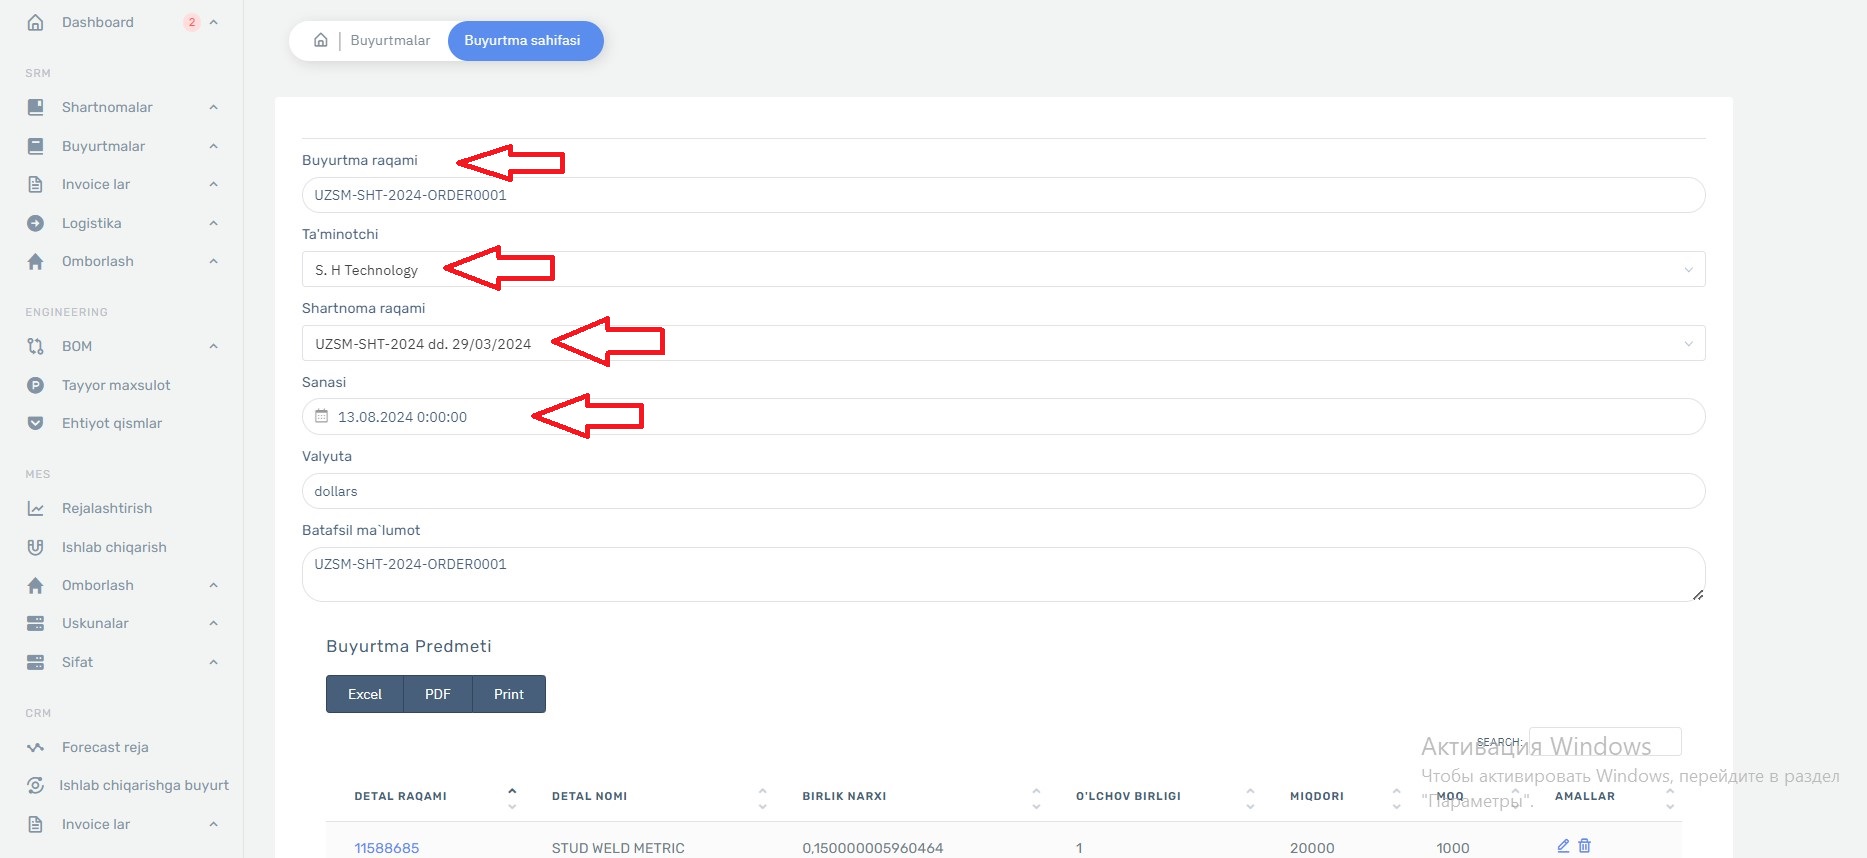 Dashboard 2
SRM
Shartnomalar
Buyurtmalar
Invoice lar
Logistika
Omborlash
ENGINEERING
BOM
Tayyor maxsulot
Ehtiyot qismlar
MES
Rejalashtirish
Ishlab chiqarish
Omborlash
Uskunalar
Sifat
CRM
Forecast reja
Ishlab chiqarishga buyurt
Invoice lar
Buyurtmalar Buyurtma sahifasi
Buyurtma raqami
UZSM-SHT-2024-ORDER0001
Ta'minotchi
S. H Technology
Shartnoma raqami
UZSM-SHT-2024 dd. 29/03/2024
Sanasi
13.08.2024 0:00:00
Valyuta
dollars
Batafsil ma`lumot
UZSM-SHT-2024-ORDER0001
Buyurtma Predmeti
Excel PDF Print
SEARCH:
Активация Windows
Чтобы активировать Windows, перейдите в раздел
"Параметры".
DETAL RAQAMI DETAL NOMI BIRLIK NARXI O'LCHOV BIRLIGI MIQDORI MOQ AMALLAR
11588685 STUD WELD METRIC 0,150000005960464 1 20000 1000